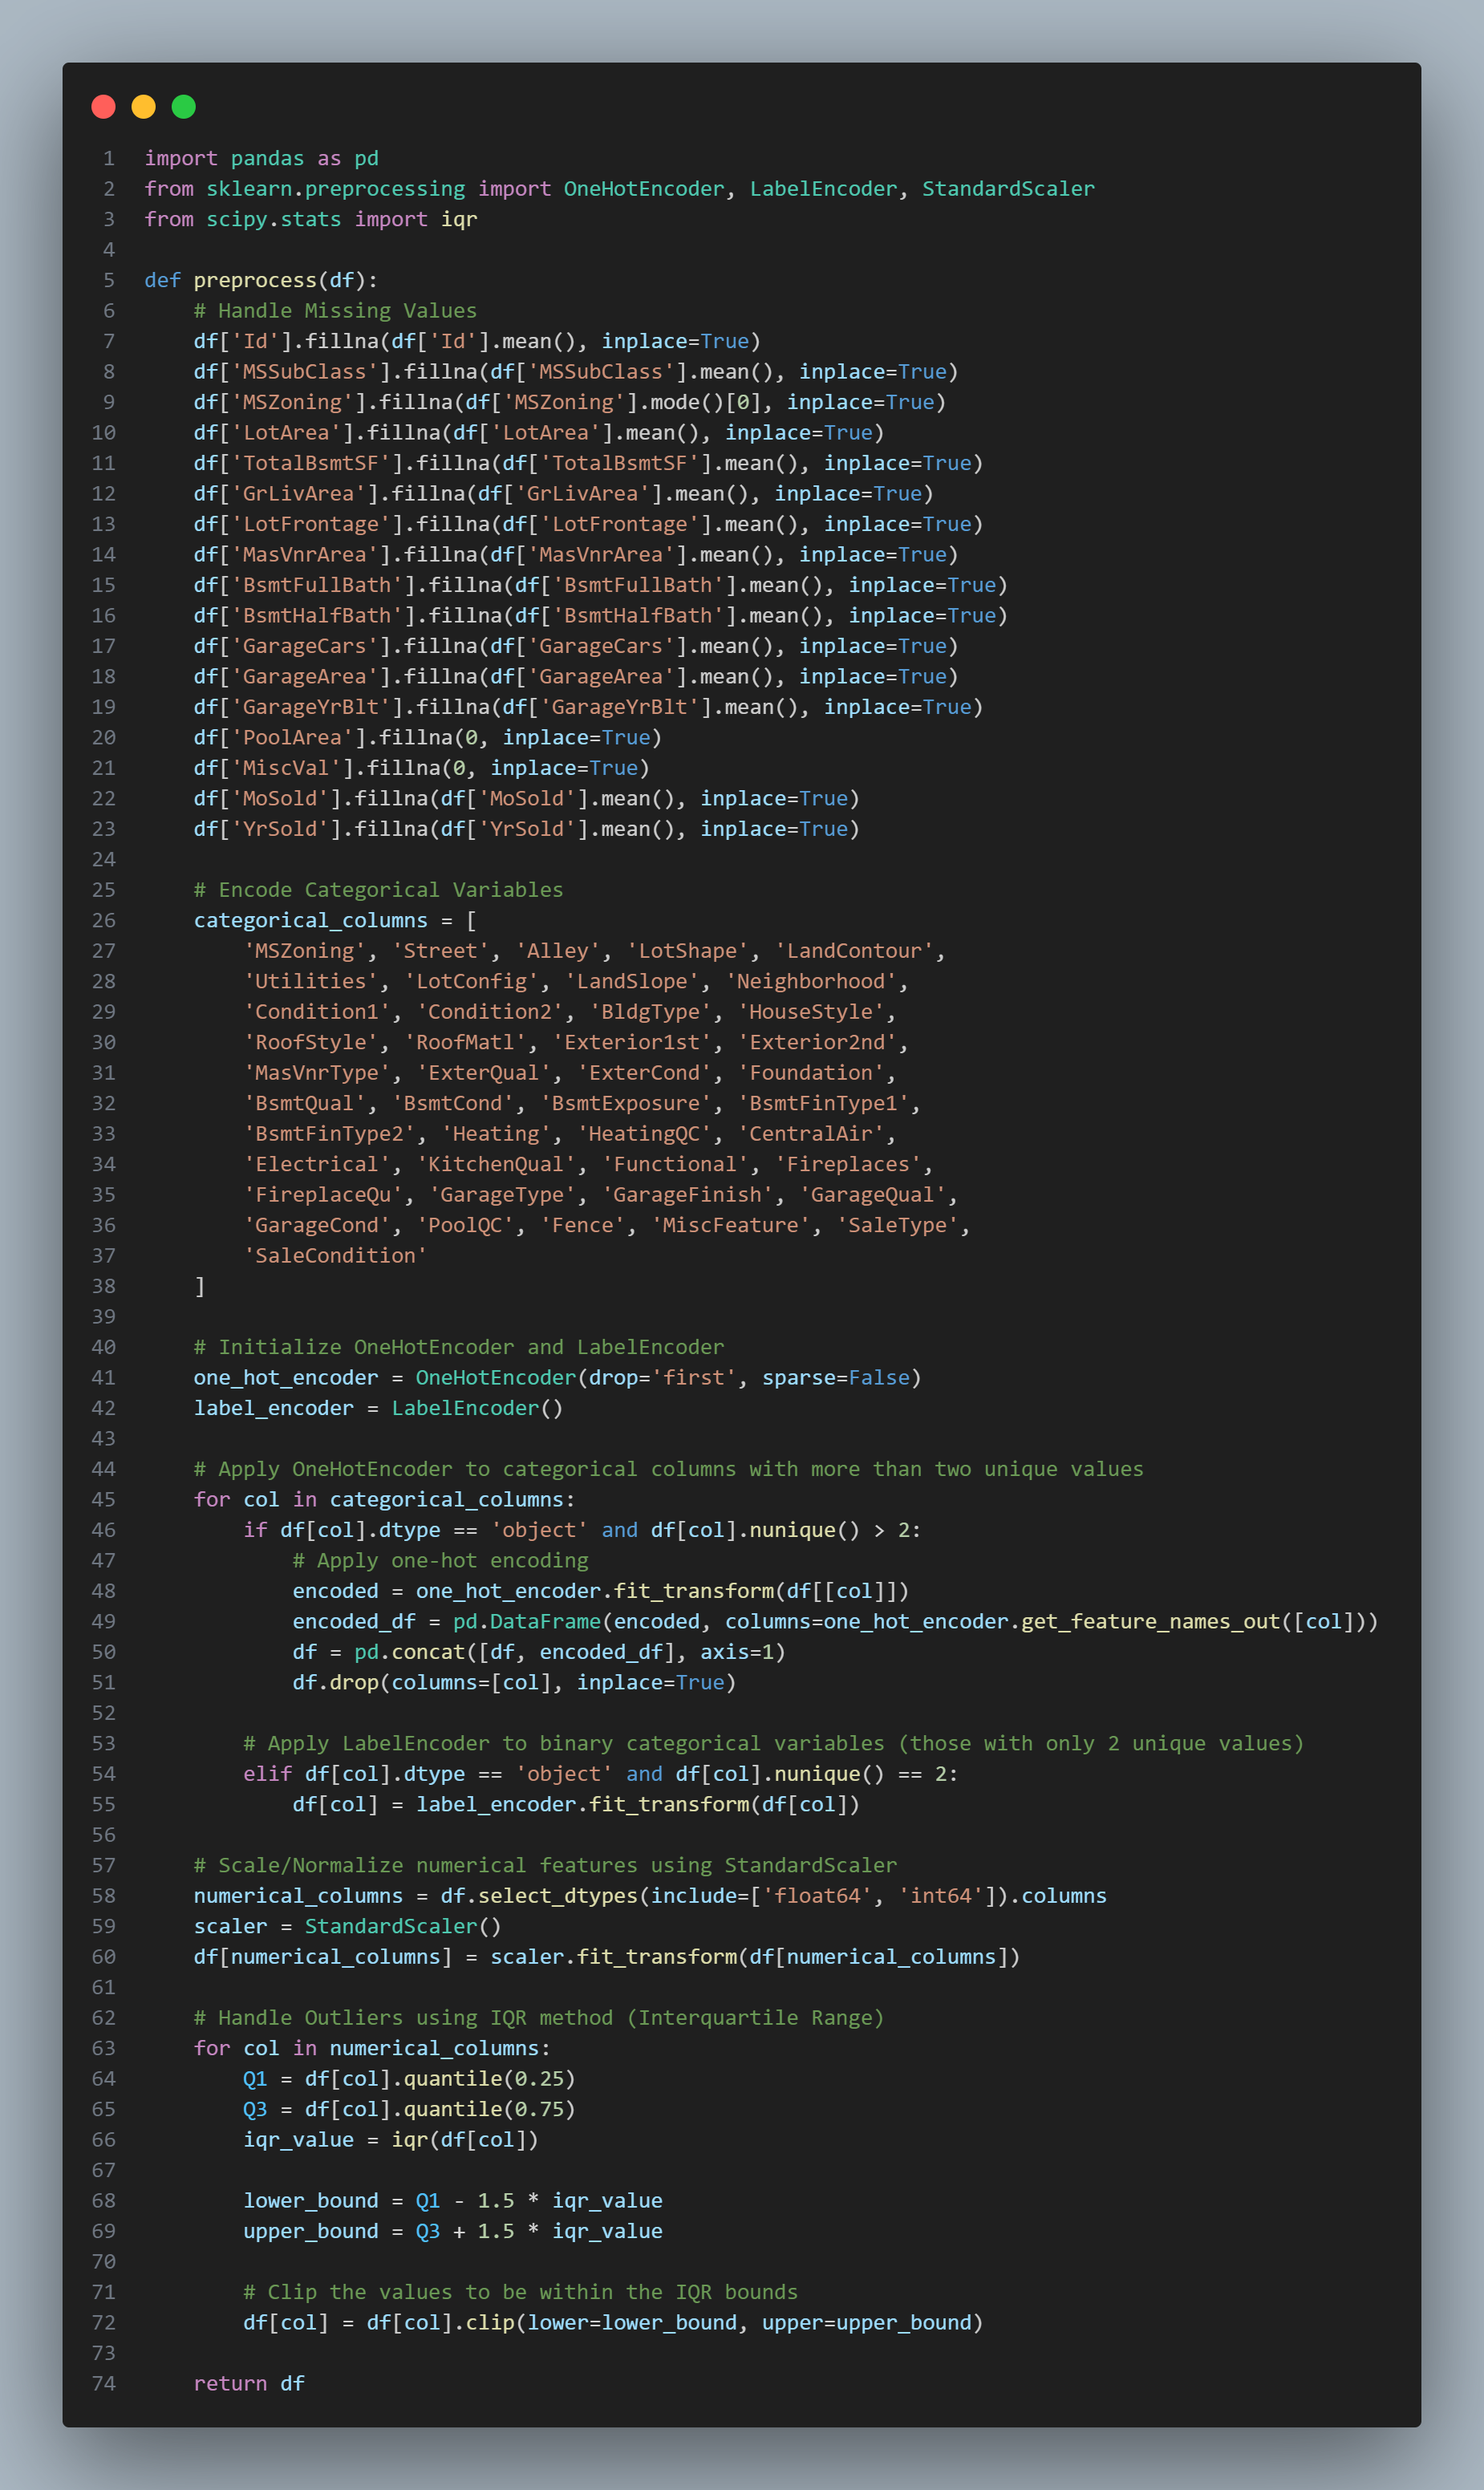 1 import pandas as pd
2 from sklearn.preprocessing import OneHotEncoder, LabelEncoder, StandardScaler
3 from scipy.stats import iqr
4
5 def preprocess(df):
6     # Handle Missing Values
7     df['Id'].fillna(df['Id'].mean(), inplace=True)
8     df['MSSubClass'].fillna(df['MSSubClass'].mean(), inplace=True)
9     df['MSZoning'].fillna(df['MSZoning'].mode()[0], inplace=True)
10     df['LotArea'].fillna(df['LotArea'].mean(), inplace=True)
11     df['TotalBsmtSF'].fillna(df['TotalBsmtSF'].mean(), inplace=True)
12     df['GrLivArea'].fillna(df['GrLivArea'].mean(), inplace=True)
13     df['LotFrontage'].fillna(df['LotFrontage'].mean(), inplace=True)
14     df['MasVnrArea'].fillna(df['MasVnrArea'].mean(), inplace=True)
15     df['BsmtFullBath'].fillna(df['BsmtFullBath'].mean(), inplace=True)
16     df['BsmtHalfBath'].fillna(df['BsmtHalfBath'].mean(), inplace=True)
17     df['GarageCars'].fillna(df['GarageCars'].mean(), inplace=True)
18     df['GarageArea'].fillna(df['GarageArea'].mean(), inplace=True)
19     df['GarageYrBlt'].fillna(df['GarageYrBlt'].mean(), inplace=True)
20     df['PoolArea'].fillna(0, inplace=True)
21     df['MiscVal'].fillna(0, inplace=True)
22     df['MoSold'].fillna(df['MoSold'].mean(), inplace=True)
23     df['YrSold'].fillna(df['YrSold'].mean(), inplace=True)
24
25     # Encode Categorical Variables
26     categorical_columns = [
27         'MSZoning', 'Street', 'Alley', 'LotShape', 'LandContour',
28         'Utilities', 'LotConfig', 'LandSlope', 'Neighborhood',
29         'Condition1', 'Condition2', 'BldgType', 'HouseStyle',
30         'RoofStyle', 'RoofMatl', 'Exterior1st', 'Exterior2nd',
31         'MasVnrType', 'ExterQual', 'ExterCond', 'Foundation',
32         'BsmtQual', 'BsmtCond', 'BsmtExposure', 'BsmtFinType1',
33         'BsmtFinType2', 'Heating', 'HeatingQC', 'CentralAir',
34         'Electrical', 'KitchenQual', 'Functional', 'Fireplaces',
35         'FireplaceQu', 'GarageType', 'GarageFinish', 'GarageQual',
36         'GarageCond', 'PoolQC', 'Fence', 'MiscFeature', 'SaleType',
37         'SaleCondition'
38     ]
39
40     # Initialize OneHotEncoder and LabelEncoder
41     one_hot_encoder = OneHotEncoder(drop='first', sparse=False)
42     label_encoder = LabelEncoder()
43
44     # Apply OneHotEncoder to categorical columns with more than two unique values
45     for col in categorical_columns:
46         if df[col].dtype == 'object' and df[col].nunique() > 2:
47             # Apply one-hot encoding
48             encoded = one_hot_encoder.fit_transform(df[[col]])
49             encoded_df = pd.DataFrame(encoded, columns=one_hot_encoder.get_feature_names_out([col]))
50             df = pd.concat([df, encoded_df], axis=1)
51             df.drop(columns=[col], inplace=True)
52
53         # Apply LabelEncoder to binary categorical variables (those with only 2 unique values)
54         elif df[col].dtype == 'object' and df[col].nunique() == 2:
55             df[col] = label_encoder.fit_transform(df[col])
56
57     # Scale/Normalize numerical features using StandardScaler
58     numerical_columns = df.select_dtypes(include=['float64', 'int64']).columns
59     scaler = StandardScaler()
60     df[numerical_columns] = scaler.fit_transform(df[numerical_columns])
61
62     # Handle Outliers using IQR method (Interquartile Range)
63     for col in numerical_columns:
64         Q1 = df[col].quantile(0.25)
65         Q3 = df[col].quantile(0.75)
66         iqr_value = iqr(df[col])
67
68         lower_bound = Q1 - 1.5 * iqr_value
69         upper_bound = Q3 + 1.5 * iqr_value
70
71         # Clip the values to be within the IQR bounds
72         df[col] = df[col].clip(lower=lower_bound, upper=upper_bound)
73
74     return df